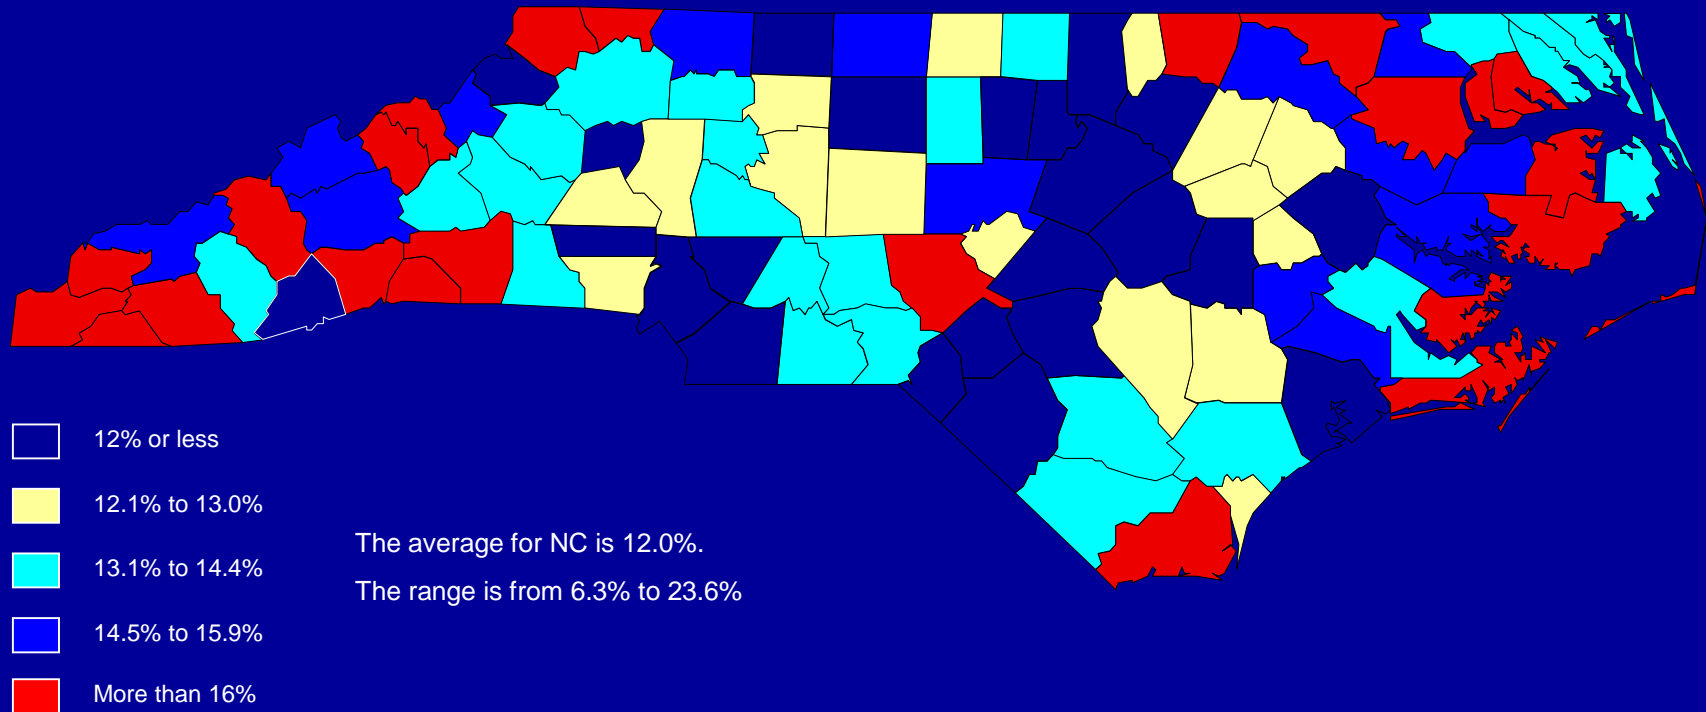 12% or less
12.1% to 13.0%
13.1% to 14.4%
14.5% to 15.9%
More than 16%
The average for NC is 12.0%.
The range is from 6.3% to 23.6%